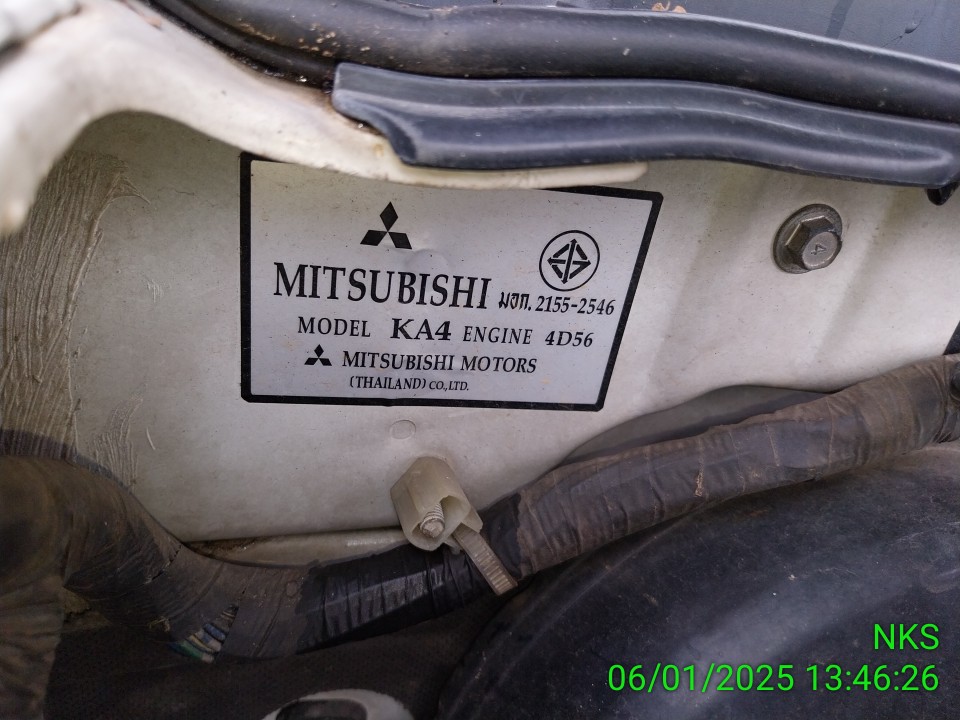 MITSUBISHI มอก. 2155-2546
MODEL KA4 ENGINE 4D56
MITSUBISHI MOTORS
(THAILAND) CO.,LTD.
4
NKS
06/01/2025 13:46:26